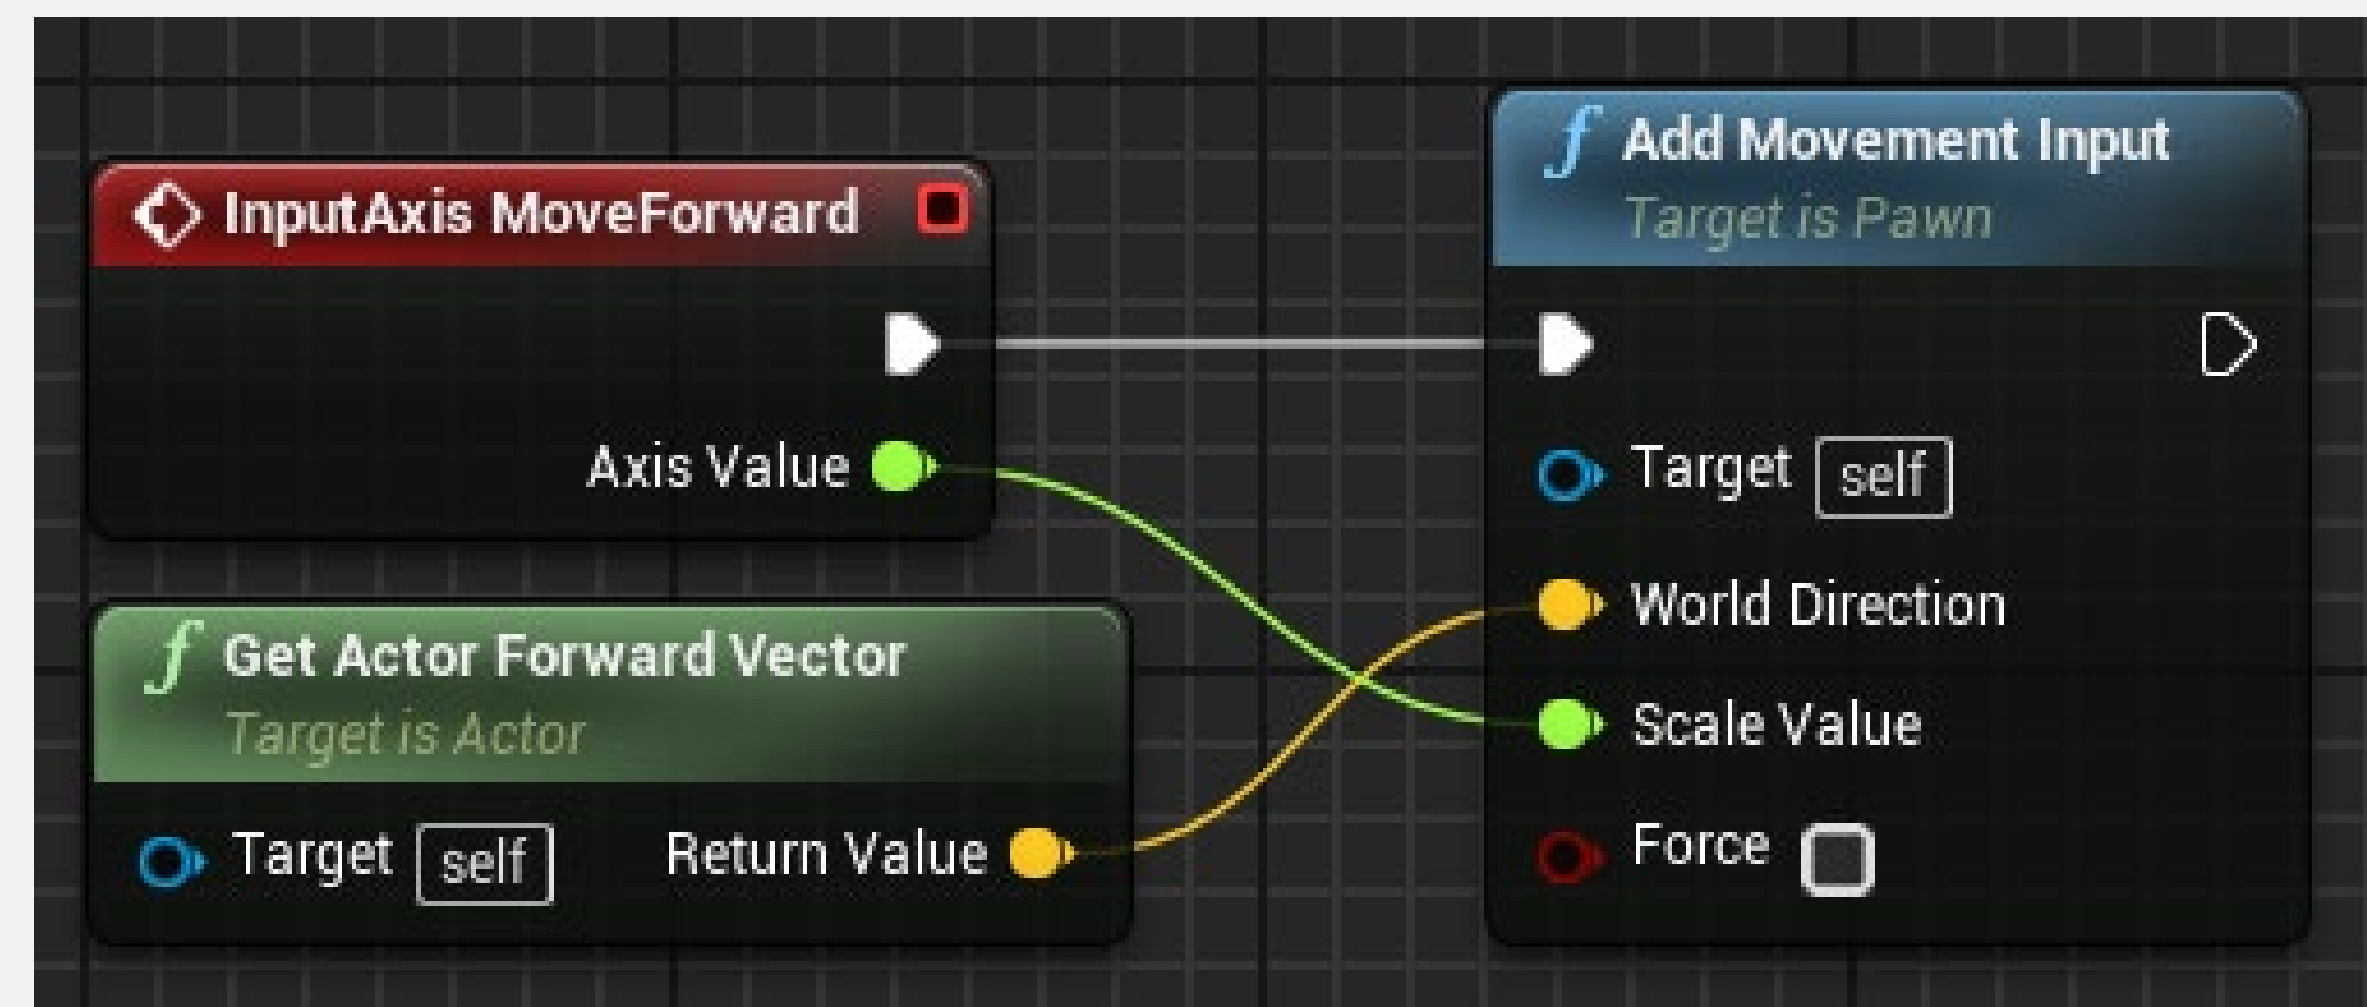 InputAxis MoveForward
Axis Value
Get Actor Forward Vector
Target is Actor
Target self Return Value
Add Movement Input
Target is Pawn
Target self
World Direction
Scale Value
Force